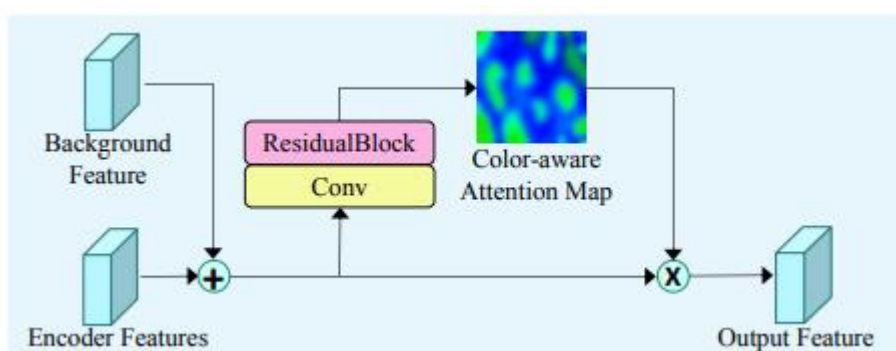 Background
Feature
ResidualBlock
Conv
Color-aware
Attention Map
+
X
Encoder Features
Output Feature